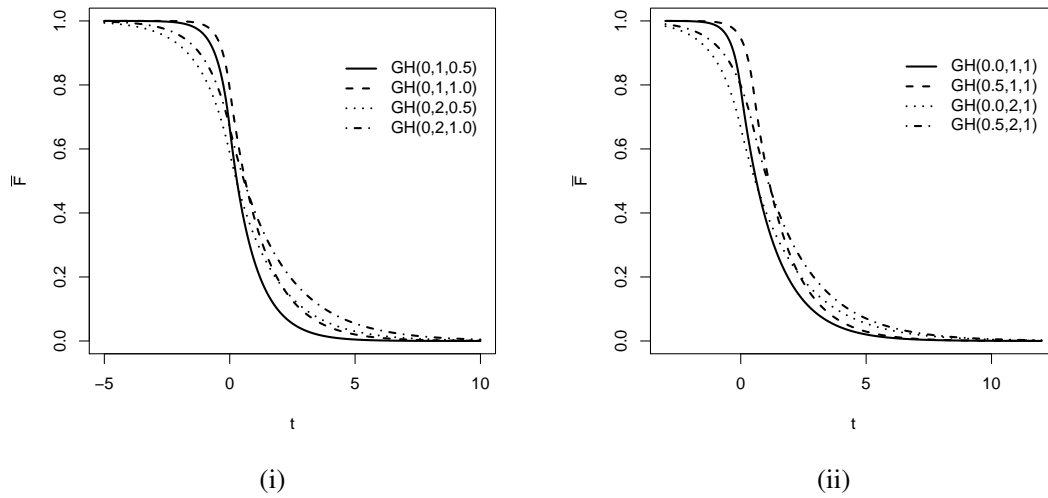 1.0
0.8
0.6
0.4
0.2
0.0
F̅
GH(0,1,0.5)
GH(0,1,1.0)
GH(0,2,0.5)
GH(0,2,1.0)
−5 0 5 10
t
(i)
1.0
0.8
0.6
0.4
0.2
0.0
F̅
GH(0.0,1,1)
GH(0.5,1,1)
GH(0.0,2,1)
GH(0.5,2,1)
0 5 10
t
(ii)